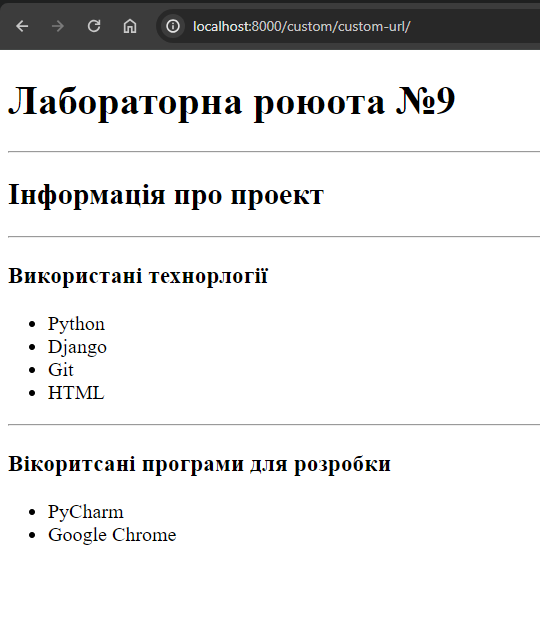 localhost:8000/custom/custom-url/
Лабораторна роюота №9
Інформація про проект
Використані технорлогії
Python
Django
Git
HTML
Вікоритсані програми для розробки
PyCharm
Google Chrome